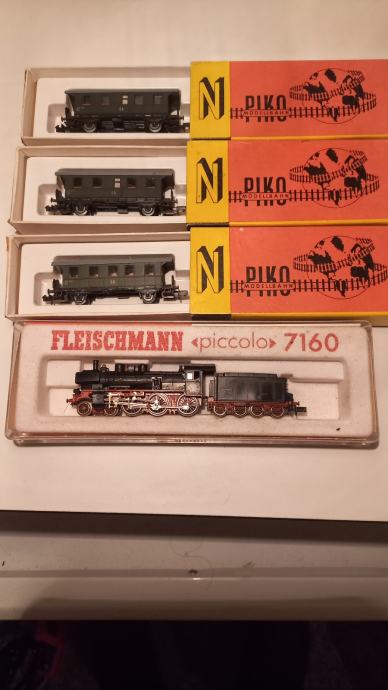 N PIKO
MODELLBAHN
N PIKO
MODELLBAHN
N PIKO
MODELLBAHN
FLEISCHMANN «piccolo» 7160